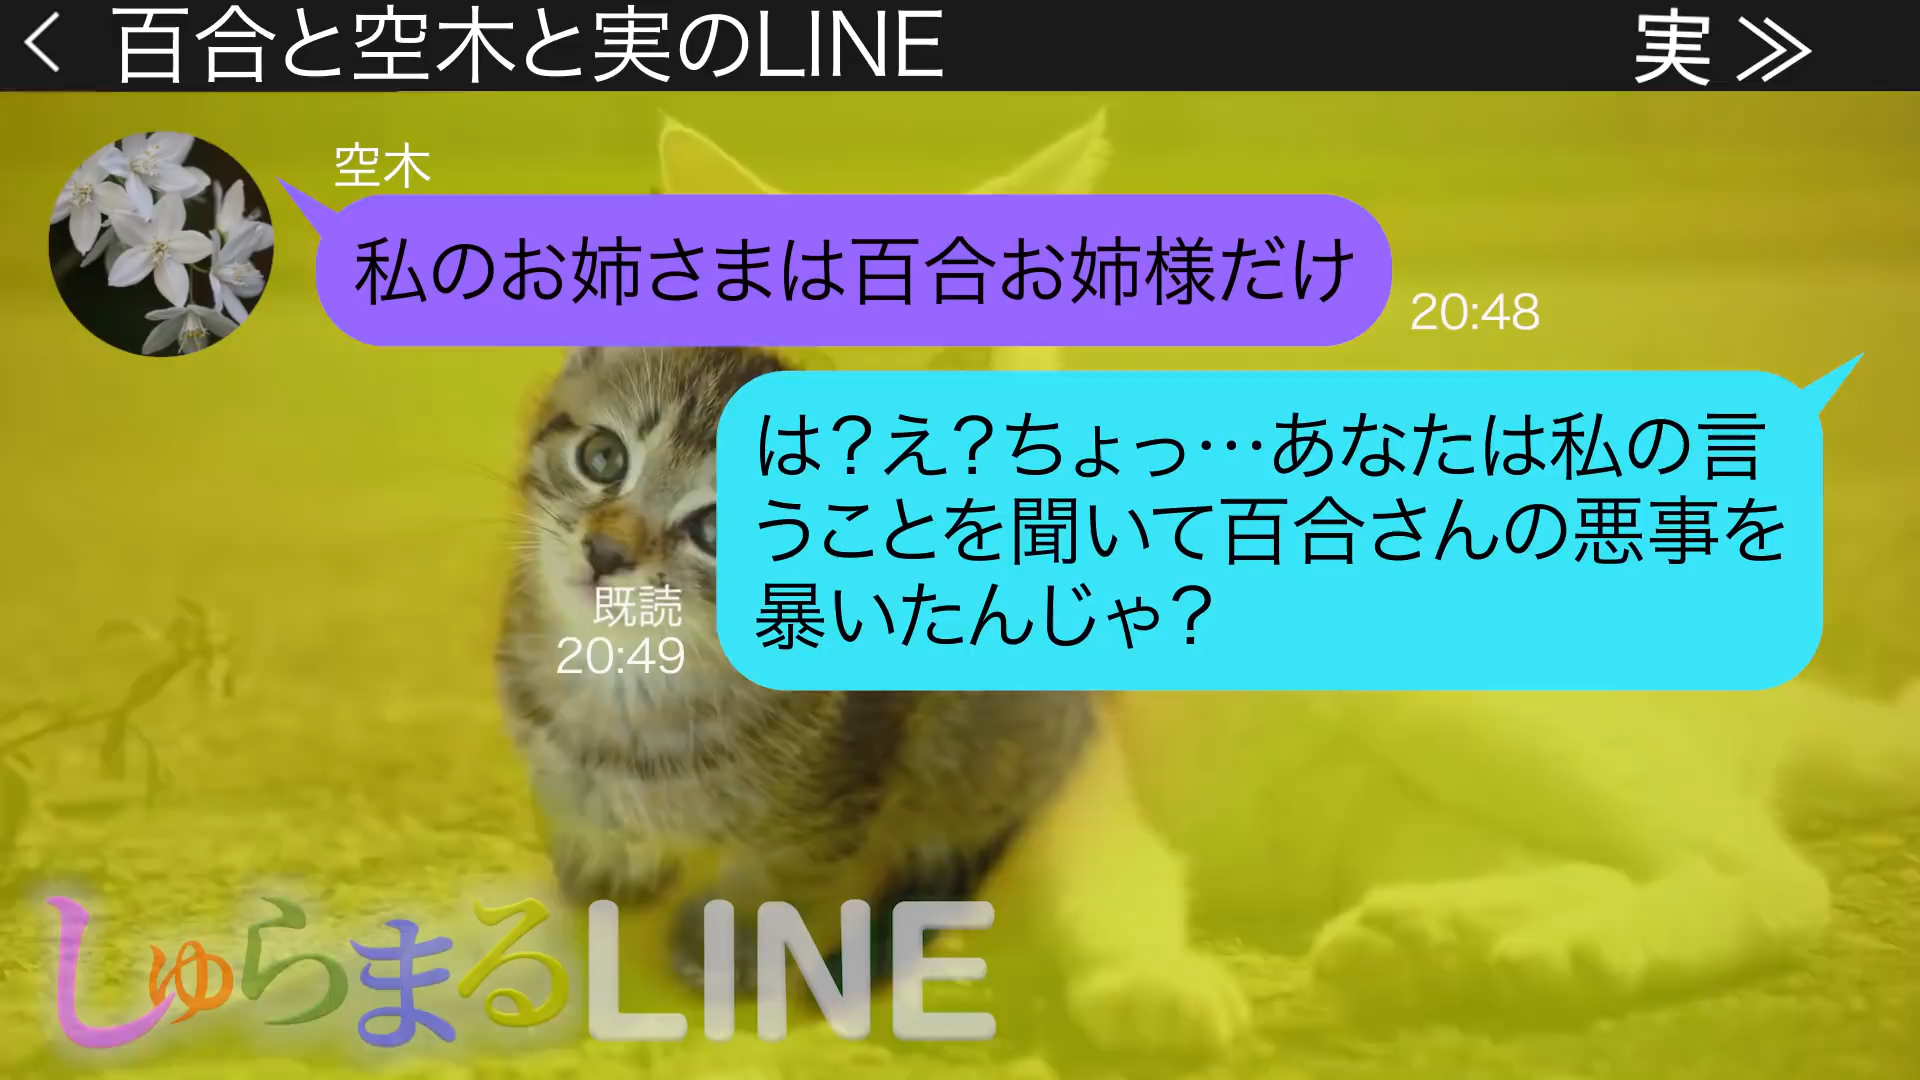 百合と空木と実のLINE
実
空木
私のお姉さまは百合お姉様だけ
20:48
は?え?ちょっ…あなたは私の言
うことを聞いて百合さんの悪事を
暴いたんじゃ?
既読
20:49
しゅらまるLINE